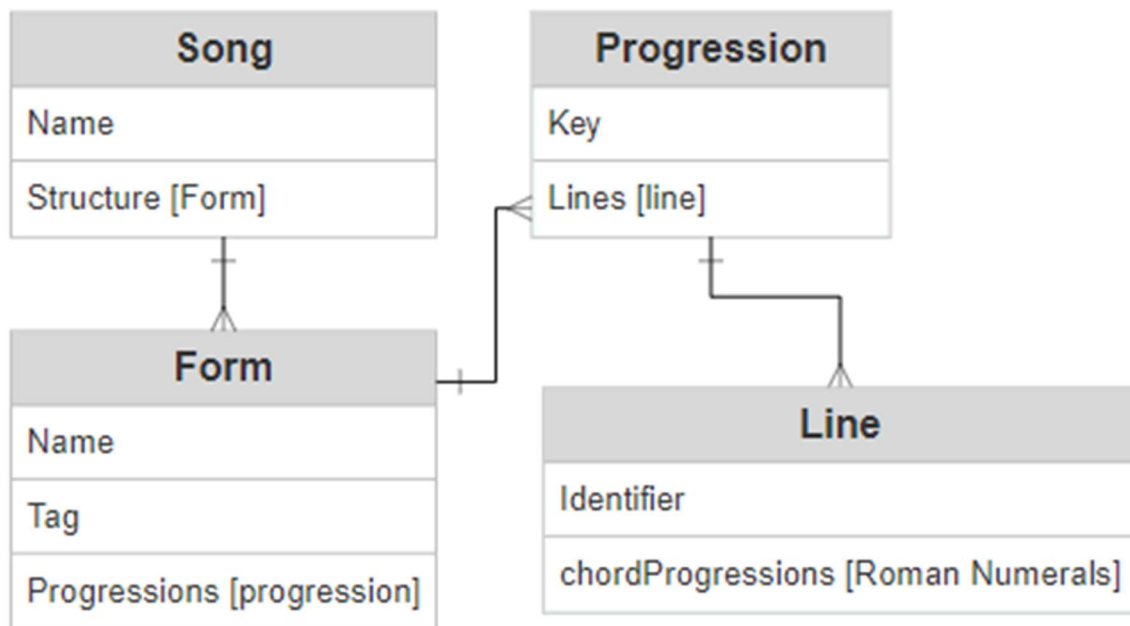 Song
Name
Structure [Form]
Progression
Key
Lines [line]
Form
Name
Tag
Progressions [progression]
Line
Identifier
chordProgressions [Roman Numerals]